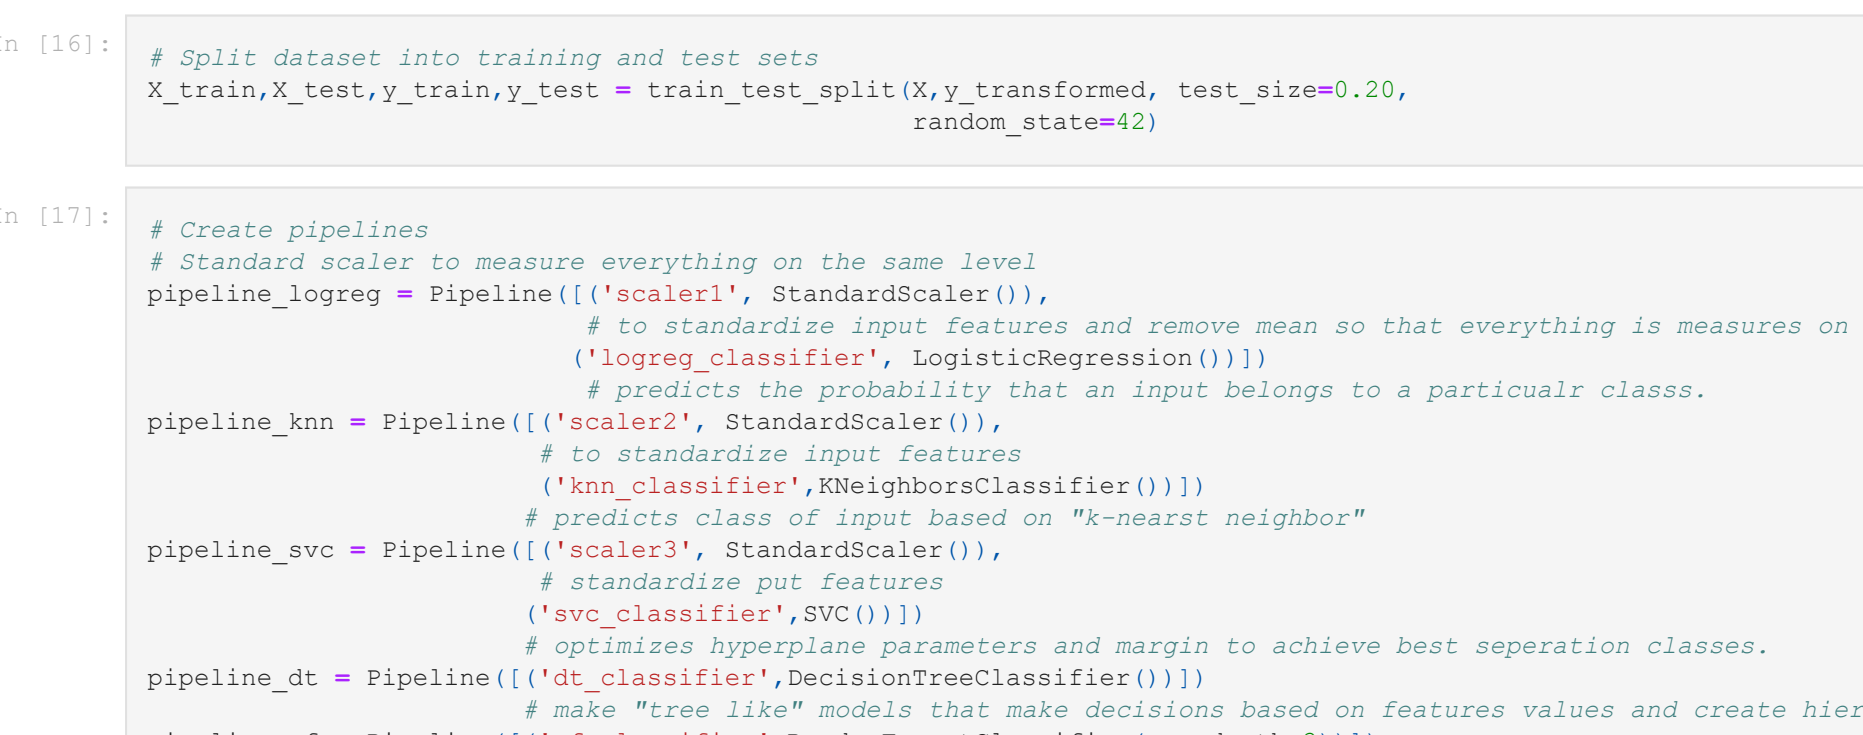 n [16]:
# Split dataset into training and test sets
X_train,X_test,y_train,y_test = train_test_split(X,y_transformed, test_size=0.20,
random_state=42)
n [17]:
# Create pipelines
# Standard scaler to measure everything on the same level
pipeline_logreg = Pipeline([('scaler1', StandardScaler()),
# to standardize input features and remove mean so that everything is measures on
('logreg_classifier', LogisticRegression())])
# predicts the probability that an input belongs to a particualr classs.
pipeline_knn = Pipeline([('scaler2', StandardScaler()),
# to standardize input features
('knn_classifier',KNeighborsClassifier())])
# predicts class of input based on "k-nearst neighbor"
pipeline_svc = Pipeline([('scaler3', StandardScaler()),
# standardize put features
('svc_classifier',SVC())])
# optimizes hyperplane parameters and margin to achieve best seperation classes.
pipeline_dt = Pipeline([('dt_classifier',DecisionTreeClassifier())])
# make "tree like" models that make decisions based on features values and create hier